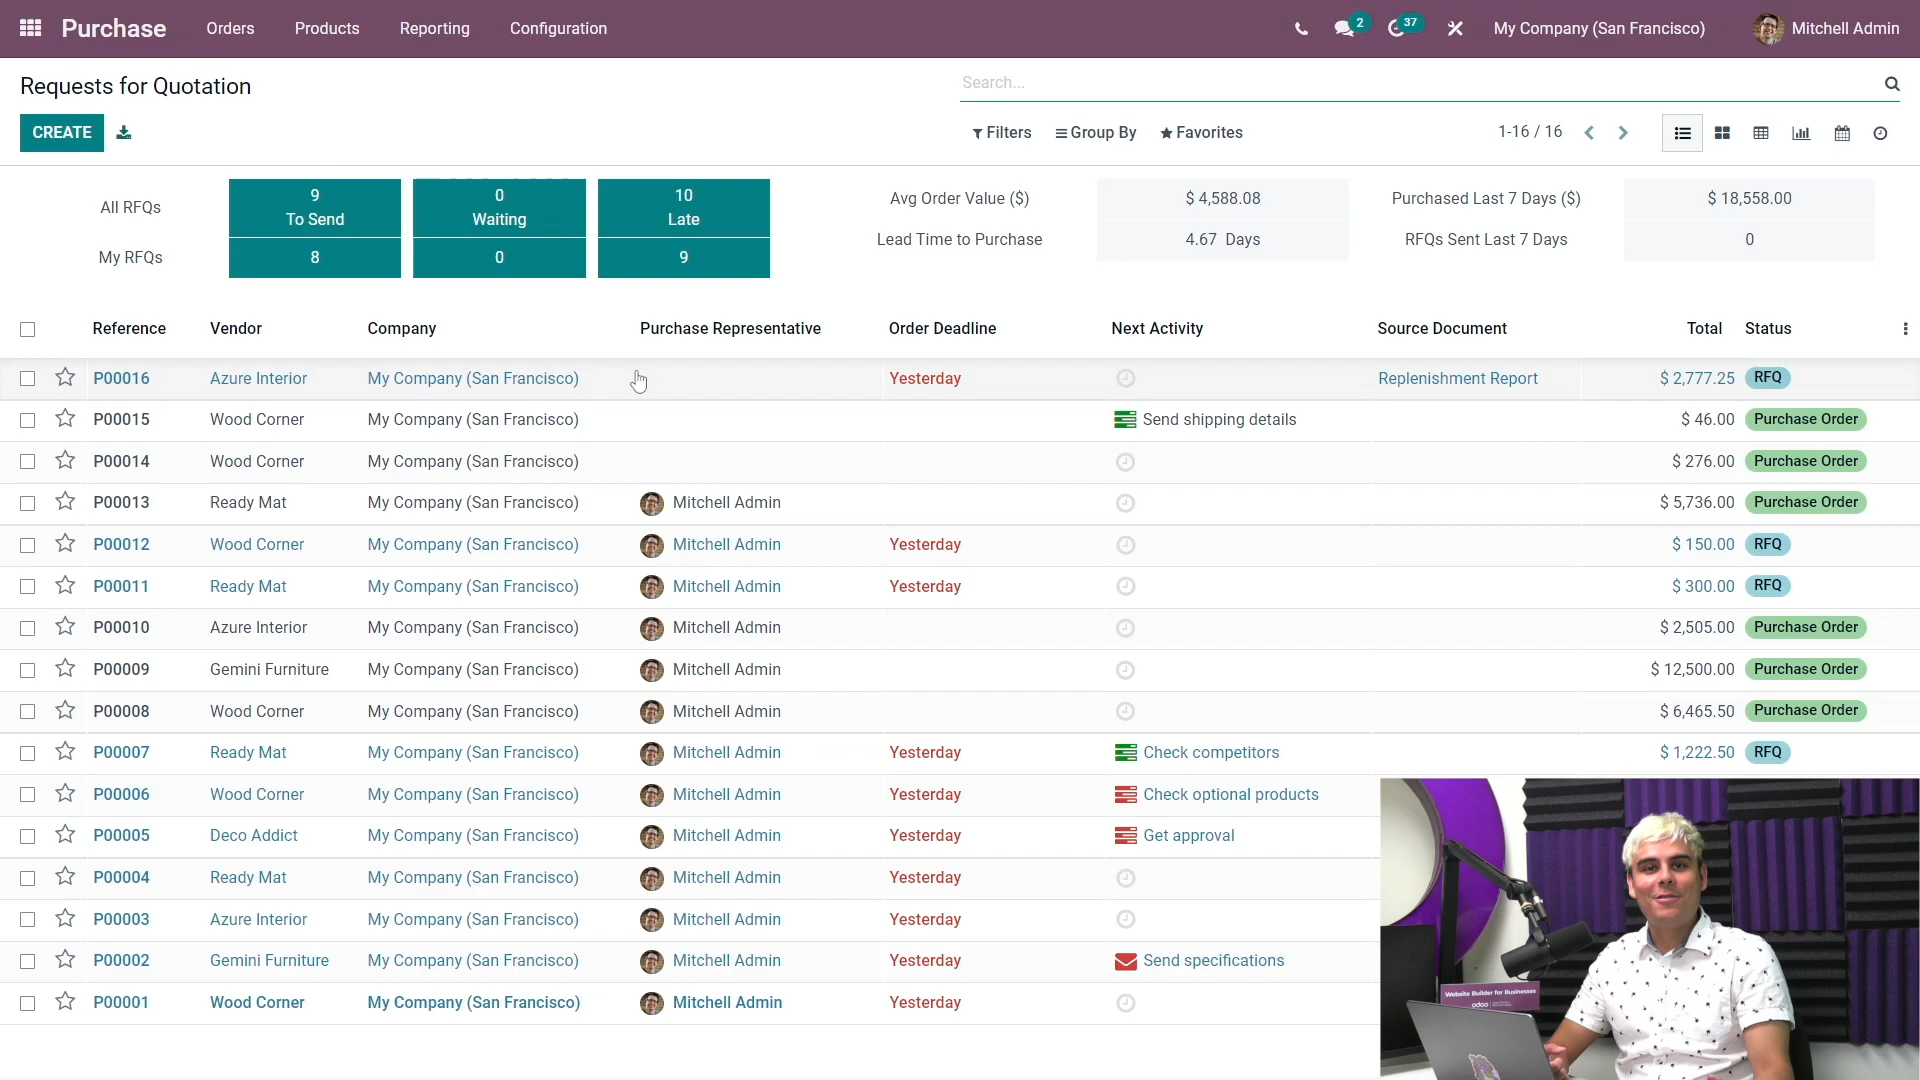 Purchase Orders Products Reporting Configuration 2 37 My Company (San Francisco) Mitchell Admin
Requests for Quotation Search...
CREATE Filters Group By Favorites 1-16 / 16
All RFQs 9 To Send 0 Waiting 10 Late Avg Order Value ($) $ 4,588.08 Purchased Last 7 Days ($) $ 18,558.00
My RFQs 8 0 9 Lead Time to Purchase 4.67 Days RFQs Sent Last 7 Days 0
Reference Vendor Company Purchase Representative Order Deadline Next Activity Source Document Total Status
P00016 Azure Interior My Company (San Francisco) Yesterday Replenishment Report $ 2,777.25 RFQ
P00015 Wood Corner My Company (San Francisco) Send shipping details $ 46.00 Purchase Order
P00014 Wood Corner My Company (San Francisco) $ 276.00 Purchase Order
P00013 Ready Mat My Company (San Francisco) Mitchell Admin $ 5,736.00 Purchase Order
P00012 Wood Corner My Company (San Francisco) Mitchell Admin Yesterday $ 150.00 RFQ
P00011 Ready Mat My Company (San Francisco) Mitchell Admin Yesterday $ 300.00 RFQ
P00010 Azure Interior My Company (San Francisco) Mitchell Admin $ 2,505.00 Purchase Order
P00009 Gemini Furniture My Company (San Francisco) Mitchell Admin $ 12,500.00 Purchase Order
P00008 Wood Corner My Company (San Francisco) Mitchell Admin $ 6,465.50 Purchase Order
P00007 Ready Mat My Company (San Francisco) Mitchell Admin Yesterday Check competitors $ 1,222.50 RFQ
P00006 Wood Corner My Company (San Francisco) Mitchell Admin Yesterday Check optional products
P00005 Deco Addict My Company (San Francisco) Mitchell Admin Yesterday Get approval
P00004 Ready Mat My Company (San Francisco) Mitchell Admin Yesterday
P00003 Azure Interior My Company (San Francisco) Mitchell Admin Yesterday
P00002 Gemini Furniture My Company (San Francisco) Mitchell Admin Yesterday Send specifications
P00001 Wood Corner My Company (San Francisco) Mitchell Admin Yesterday
Website Builder for Businesses
odoo